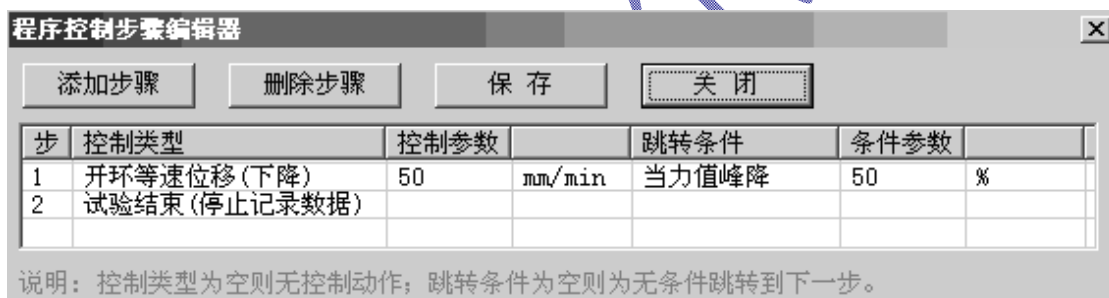 程序控制步骤编辑器
添加步骤 删除步骤 保 存 关 闭
步 控制类型 控制参数 跳转条件 条件参数
1 开环等速位移(下降) 50 mm/min 当力值峰降 50 %
2 试验结束(停止记录数据)
说明：控制类型为空则无控制动作；跳转条件为空则为无条件跳转到下一步。